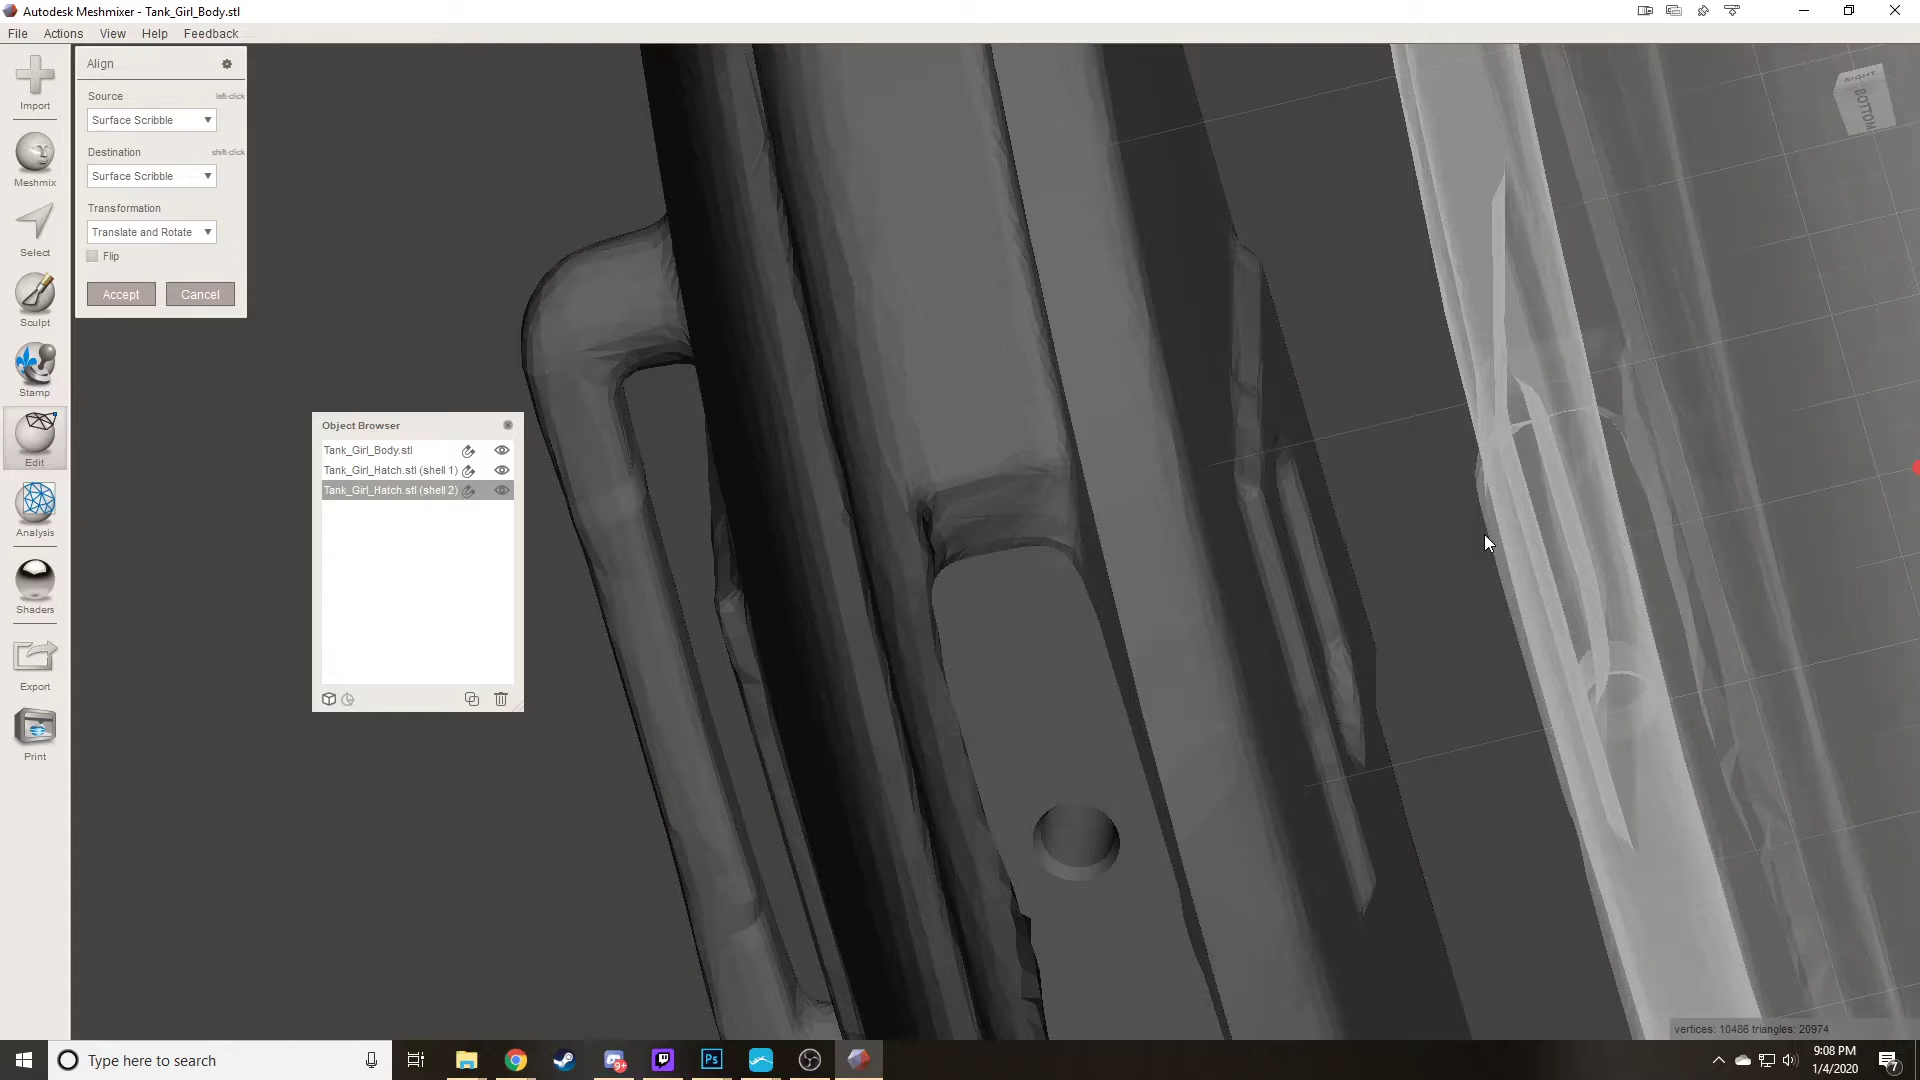 Autodesk Meshmixer - Tank_Girl_Body.stl
File Actions View Help Feedback
Import
Meshmix
Select
Sculpt
Stamp
Edit
Analysis
Shaders
Export
Print
Align
Source left-click
Surface Scribble
Destination shift-click
Surface Scribble
Transformation
Translate and Rotate
Flip
Accept Cancel
Object Browser
Tank_Girl_Body.stl
Tank_Girl_Hatch.stl (shell 1)
Tank_Girl_Hatch.stl (shell 2)
RIGHT
BOTTOM
vertices: 10486 triangles: 20974
Type here to search
9+
Ps
9:08 PM
1/4/2020
7